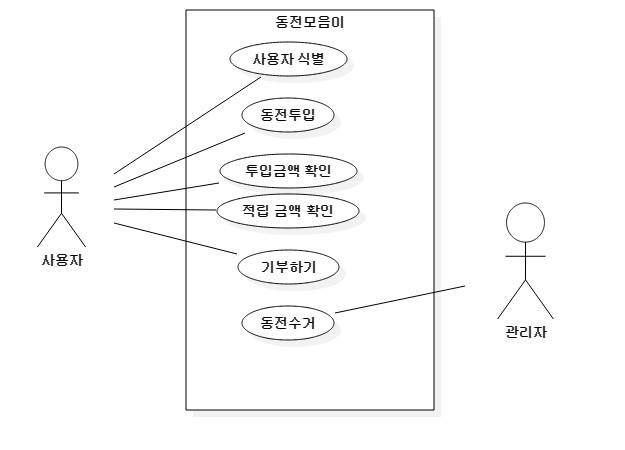 동전모음이
사용자 식별
동전투입
투입금액 확인
적립 금액 확인
기부하기
동전수거
사용자
관리자